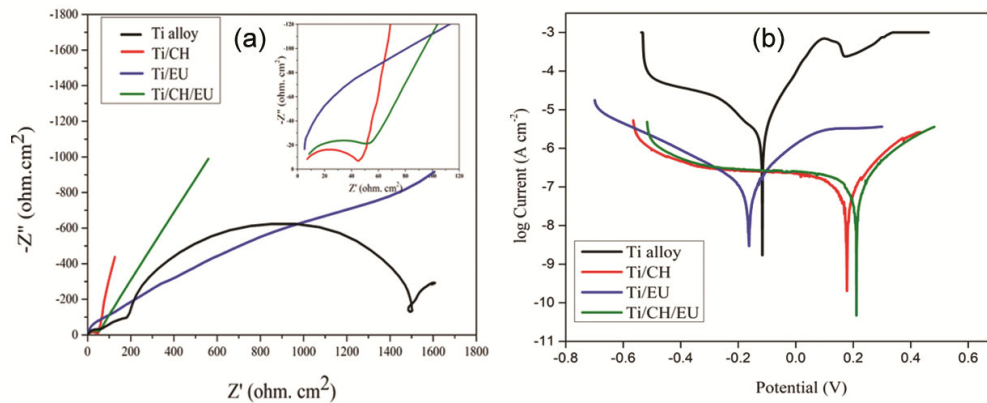 (a)
Ti alloy
Ti/CH
Ti/EU
Ti/CH/EU
-Z" (ohm. cm²)
-1800
-1600
-1400
-1200
-1000
-800
-600
-400
-200
0
0 200 400 600 800 1000 1200 1400 1600 1800
Z' (ohm. cm²)
-Z" (ohm. cm²)
-120
-100
-80
-60
-40
-20
0
0 20 40 60 80 100 120
Z' (ohm. cm²)
(b)
log Current (A cm⁻²)
-3
-4
-5
-6
-7
-8
-9
-10
-11
Ti alloy
Ti/CH
Ti/EU
Ti/CH/EU
-0.8 -0.6 -0.4 -0.2 0.0 0.2 0.4 0.6
Potential (V)